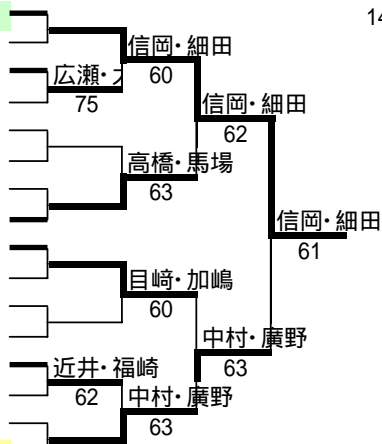 14
信岡・細田
広瀬・
60
75
信岡・細田
62
高橋・馬場
63
信岡・細田
61
目﨑・加嶋
60
中村・廣野
近井・福崎
63
62
中村・廣野
63